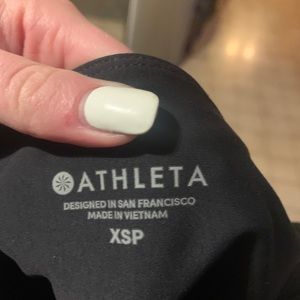 ATHLETA
DESIGNED IN SAN FRANCISCO
MADE IN VIETNAM
XSP